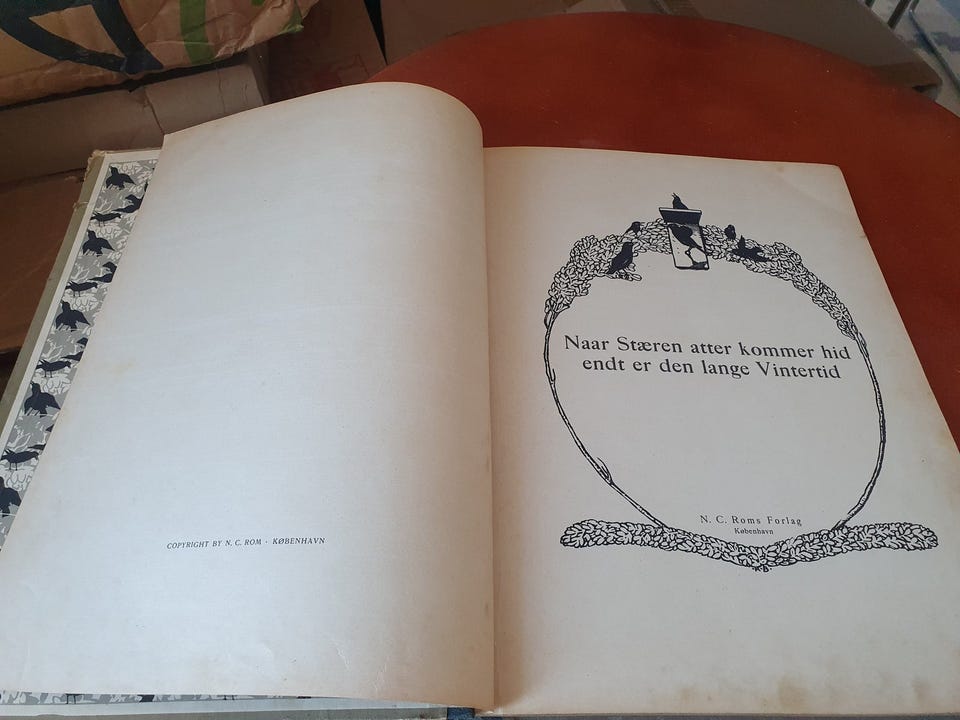 COPYRIGHT BY N. C. ROM · KØBENHAVN
Naar Stæren atter kommer hid
endt er den lange Vintertid
N. C. Roms Forlag
København